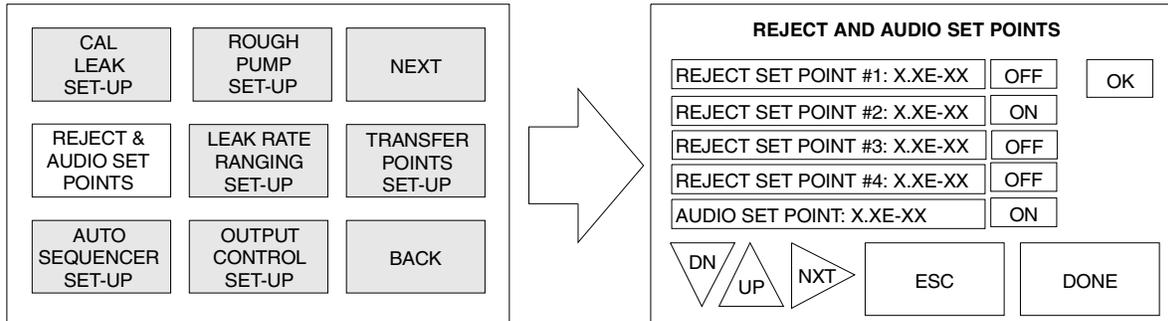 CAL
LEAK
SET-UP
ROUGH
PUMP
SET-UP
NEXT
REJECT &
AUDIO SET
POINTS
LEAK RATE
RANGING
SET-UP
TRANSFER
POINTS
SET-UP
AUTO
SEQUENCER
SET-UP
OUTPUT
CONTROL
SET-UP
BACK
REJECT AND AUDIO SET POINTS
REJECT SET POINT #1: X.XE-XX OFF
OK
REJECT SET POINT #2: X.XE-XX ON
REJECT SET POINT #3: X.XE-XX OFF
REJECT SET POINT #4: X.XE-XX OFF
AUDIO SET POINT: X.XE-XX ON
DN
UP
NXT
ESC
DONE